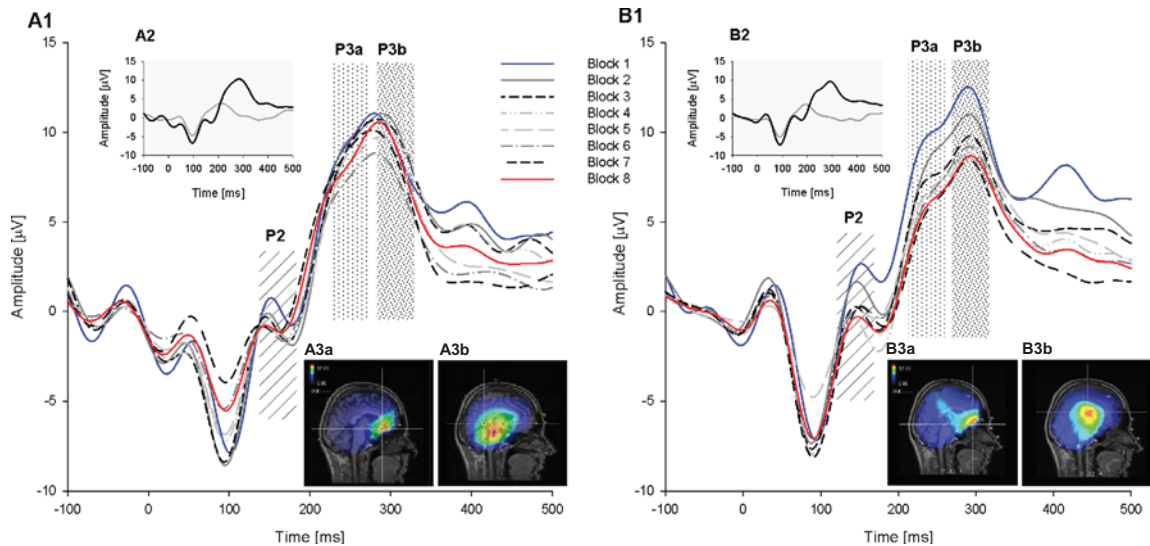 A1
A2
P3a P3b
15
10
5
0
-5
-10
Amplitude [µV]
-100 0 100 200 300 400 500
Time [ms]
15
10
5
0
-5
-10
Amplitude [µV]
P2
Block 1
Block 2
Block 3
Block 4
Block 5
Block 6
Block 7
Block 8
A3a A3b
-100 0 100 200 300 400 500
Time [ms]
B1
B2
P3a P3b
15
10
5
0
-5
-10
Amplitude [µV]
-100 0 100 200 300 400 500
Time [ms]
15
10
5
0
-5
-10
Amplitude [µV]
P2
B3a B3b
-100 0 100 200 300 400 500
Time [ms]